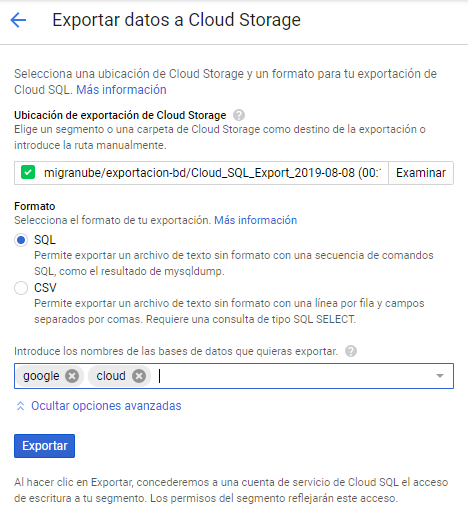 Exportar datos a Cloud Storage
Selecciona una ubicación de Cloud Storage y un formato para tu exportación de
Cloud SQL. Más información
Ubicación de exportación de Cloud Storage ?
Elige un segmento o una carpeta de Cloud Storage como destino de la exportación o
introduce la ruta manualmente.
migranube/exportacion-bd/Cloud_SQL_Export_2019-08-08 (00: Examinar
Formato
Selecciona el formato de tu exportación. Más información
SQL
Permite exportar un archivo de texto sin formato con una secuencia de comandos
SQL, como el resultado de mysqldump.
CSV
Permite exportar un archivo de texto sin formato con una línea por fila y campos
separados por comas. Requiere una consulta de tipo SQL SELECT.
Introduce los nombres de las bases de datos que quieras exportar. ?
google cloud
Ocultar opciones avanzadas
Exportar
Al hacer clic en Exportar, concederemos a una cuenta de servicio de Cloud SQL el acceso
de escritura a tu segmento. Los permisos del segmento reflejarán este acceso.